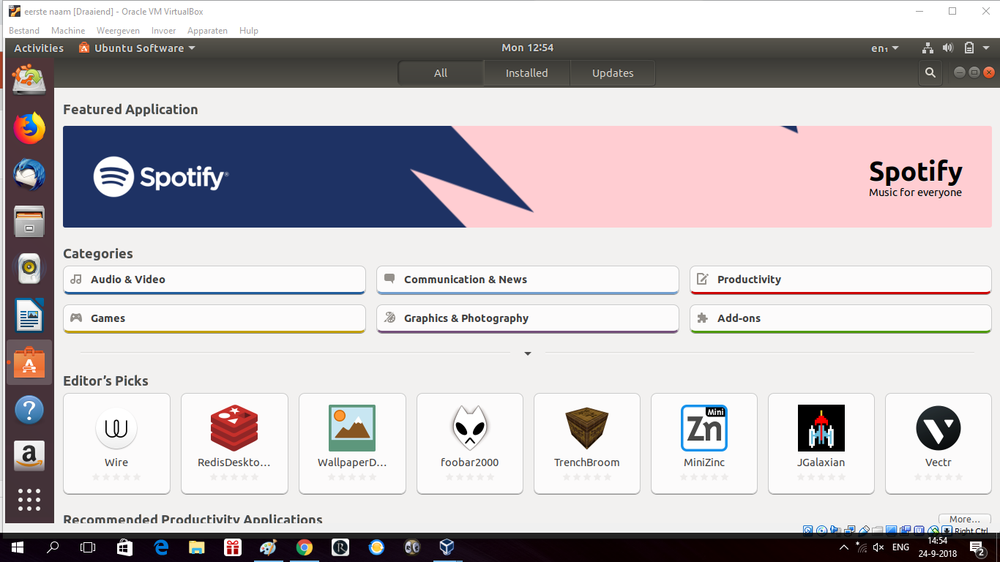 eerste naam [Draaiend] - Oracle VM VirtualBox
Bestand Machine Weergeven Invoer Apparaten Hulp
Activities Ubuntu Software Mon 12:54 en₁
All Installed Updates
Featured Application
Spotify®
Spotify
Music for everyone
Categories
Audio & Video Communication & News Productivity
Games Graphics & Photography Add-ons
Editor’s Picks
Mini
Zn
Wire RedisDeskto… WallpaperD… foobar2000 TrenchBroom MiniZinc JGalaxian Vectr
Recommended Productivity Applications More…
Right Ctrl
ENG 14:54
24-9-2018 2